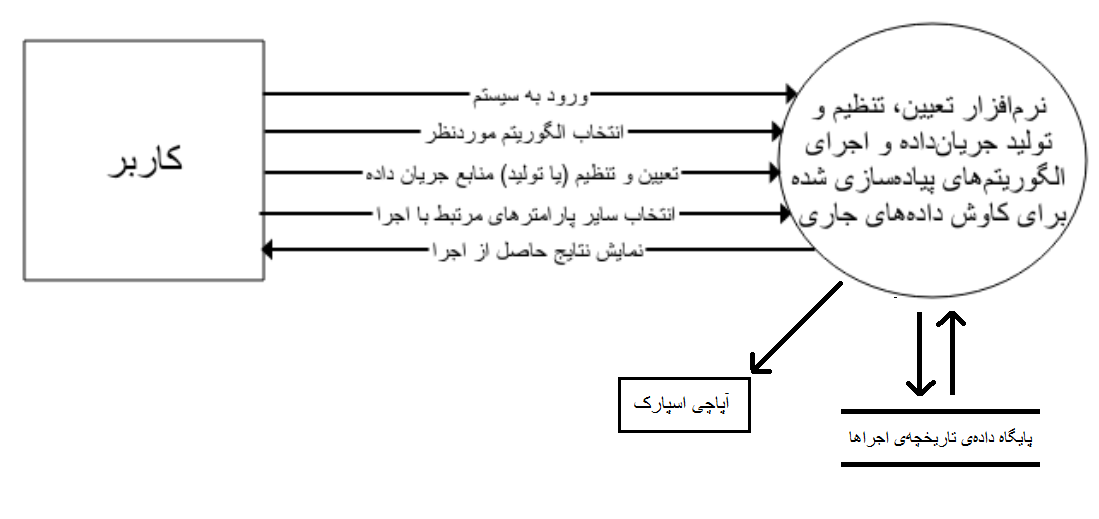 کاربر
ورود به سیستم
انتخاب الگوریتم موردنظر
تعیین و تنظیم (یا تولید) منابع جریان داده
انتخاب سایر پارامترهای مرتبط با اجرا
نمایش نتایج حاصل از اجرا
نرم‌افزار تعیین، تنظیم و
تولید جریان‌داده و اجرای
الگوریتم‌های پیاده‌سازی شده
برای کاوش داده‌های جاری
آپاچی اسپارک
پایگاه داده‌ی تاریخچه‌ی اجراها